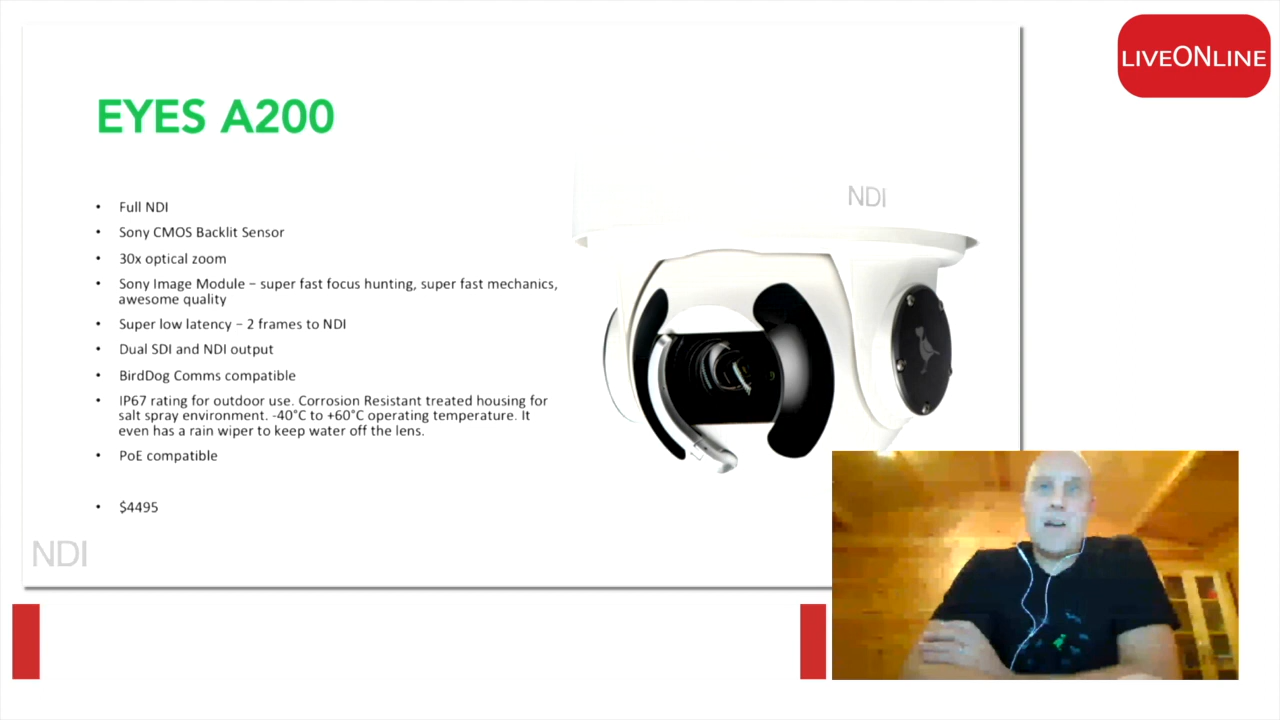 LIVEONLINE
EYES A200
NDI
• Full NDI
• Sony CMOS Backlit Sensor
• 30x optical zoom
• Sony Image Module – super fast focus hunting, super fast mechanics,
awesome quality
• Super low latency – 2 frames to NDI
• Dual SDI and NDI output
• BirdDog Comms compatible
• IP67 rating for outdoor use. Corrosion Resistant treated housing for
salt spray environment. -40°C to +60°C operating temperature. It
even has a rain wiper to keep water off the lens.
• PoE compatible
• $4495
NDI